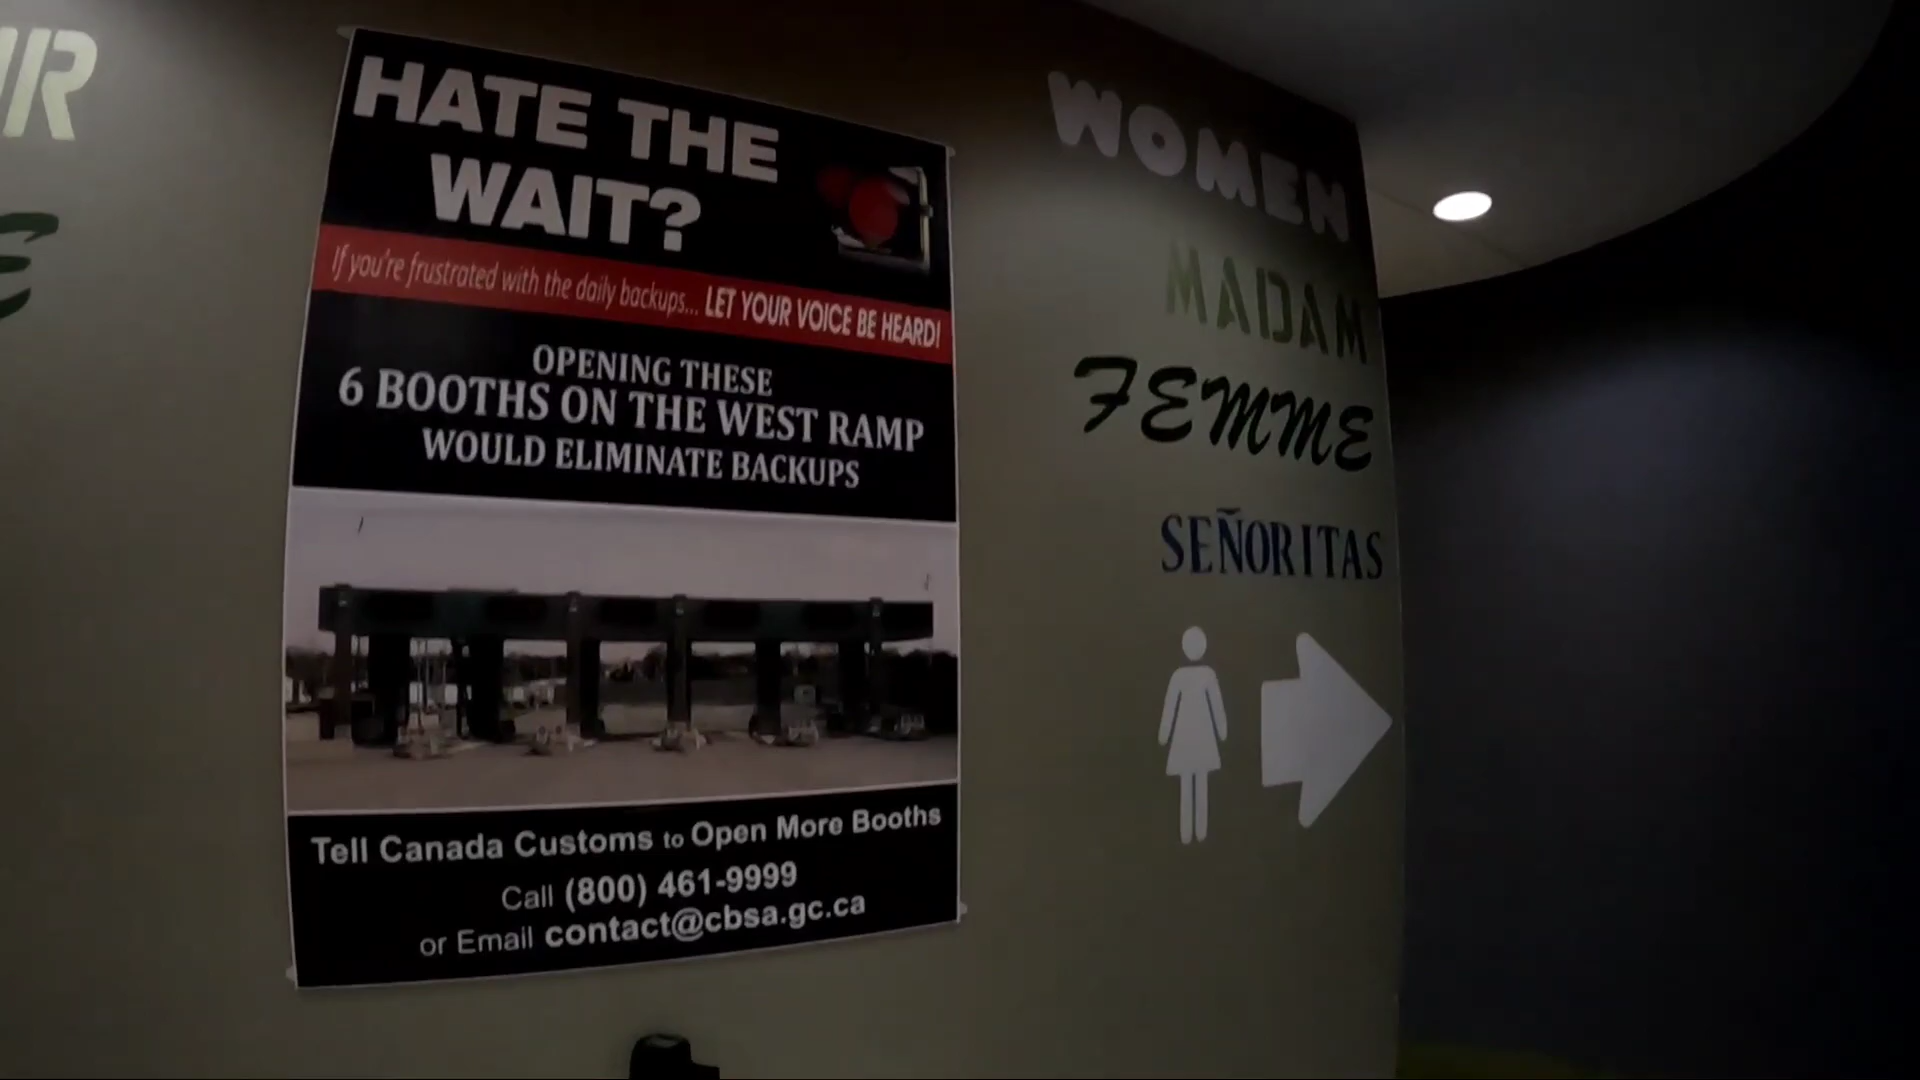 HATE THE
WAIT?
If you're frustrated with the daily backups... LET YOUR VOICE BE HEARD!
OPENING THESE
6 BOOTHS ON THE WEST RAMP
WOULD ELIMINATE BACKUPS
Tell Canada Customs to Open More Booths
Call (800) 461-9999
or Email contact@cbsa.gc.ca
WOMEN
MADAM
FEMME
SEÑORITAS